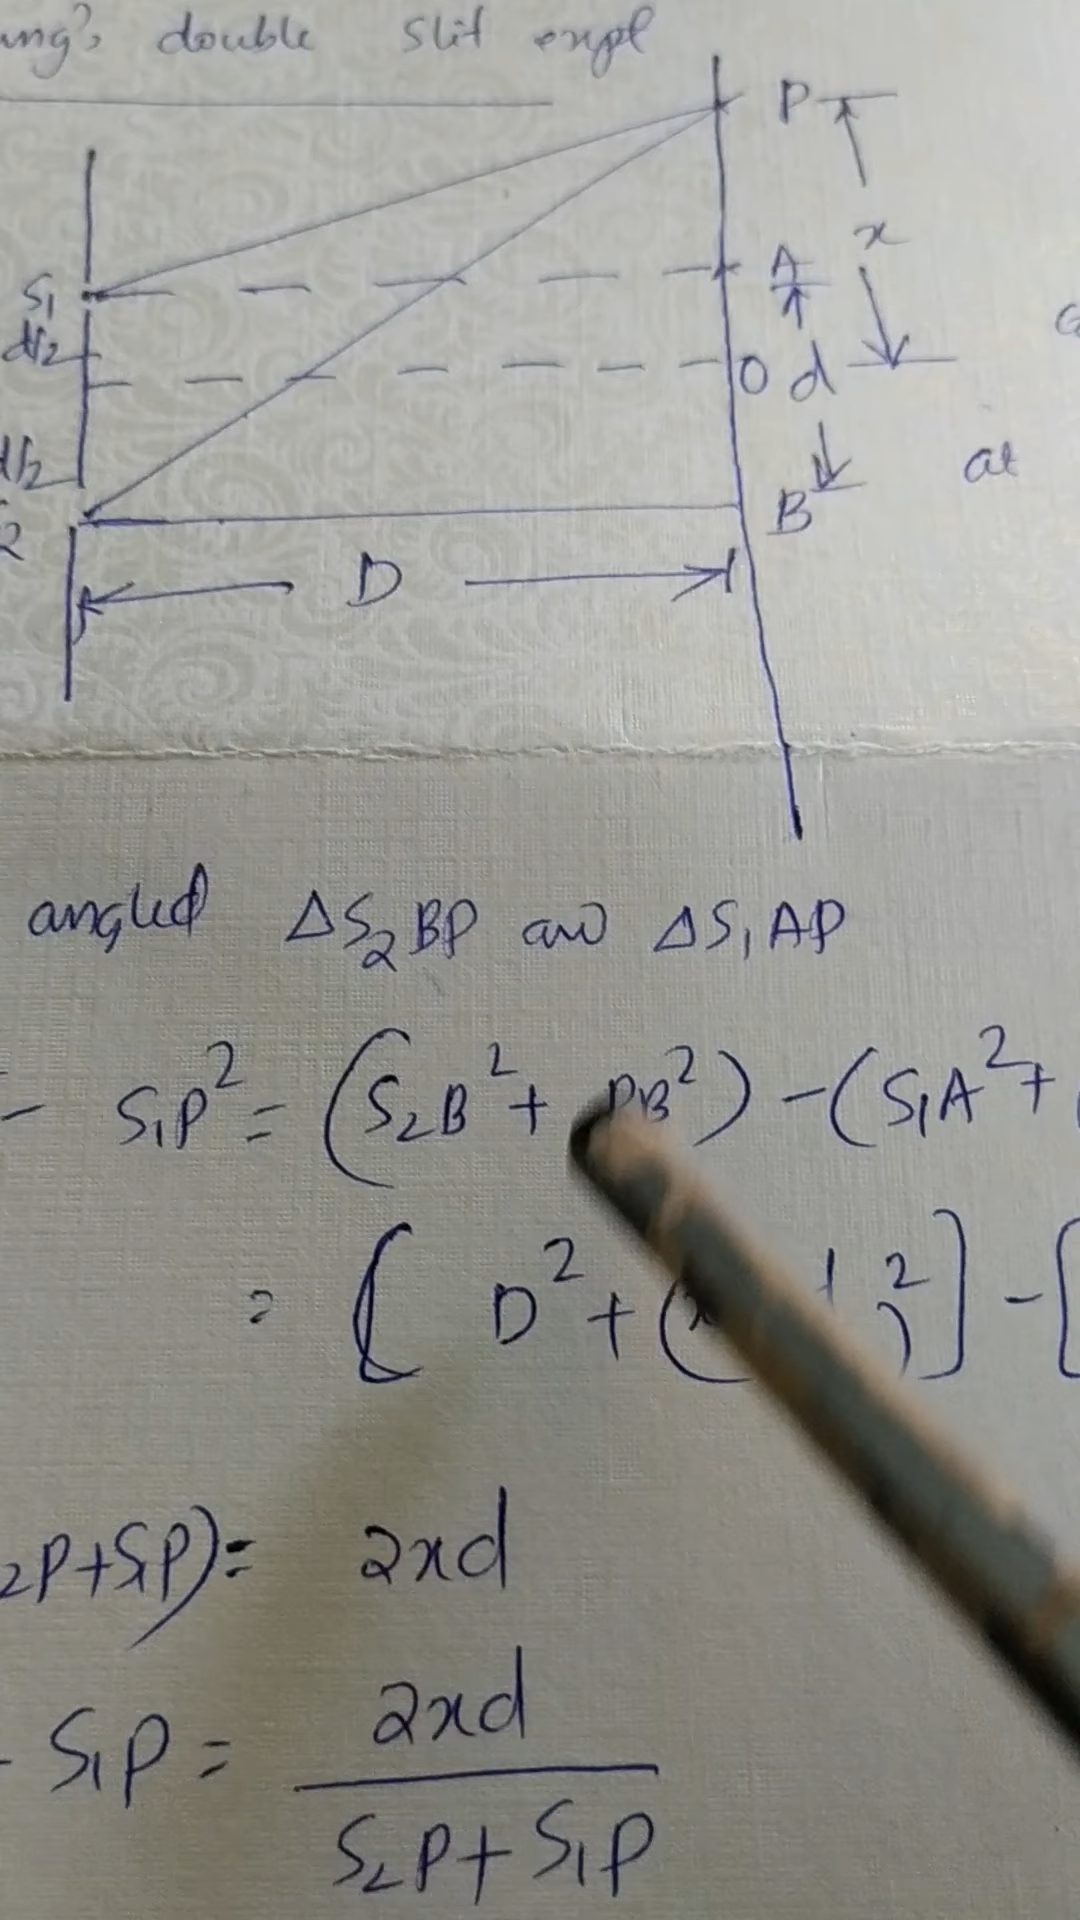 ung's double slit expt
P
x
A
S₁
d/2
O d
at
d/2
B
2
D
angled ΔS₂BP and ΔS₁AP
- S₁P² = (S₂B² + PB²) - (S₁A² +
= [ D² + ( )² ] - [
₂P+S₁P) = 2xd
- S₁P = 2xd
S₂P + S₁P